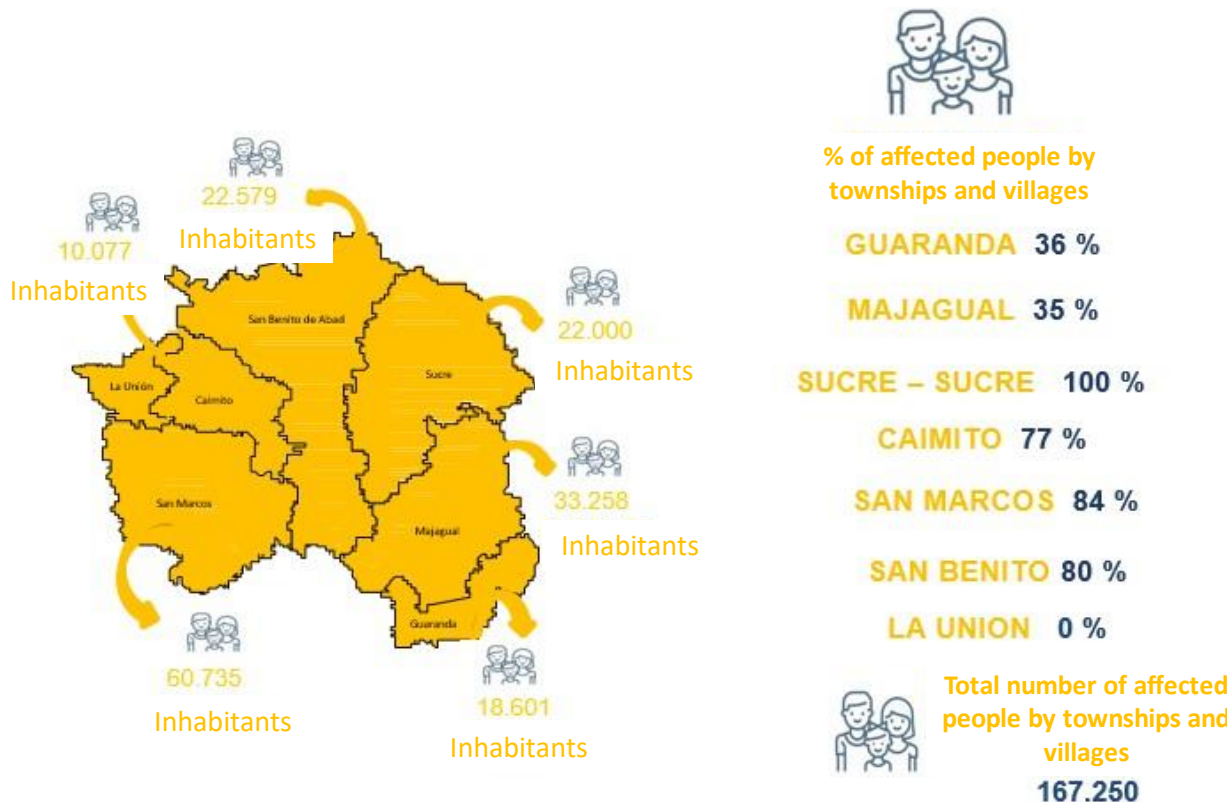 22.579
Inhabitants
10.077
Inhabitants
San Benito de Abad
22.000
Inhabitants
La Unión
Caimito
Sucre
San Marcos
33.258
Inhabitants
Majagual
Guaranda
60.735
Inhabitants
18.601
Inhabitants
% of affected people by
townships and villages
GUARANDA 36 %
MAJAGUAL 35 %
SUCRE – SUCRE 100 %
CAIMITO 77 %
SAN MARCOS 84 %
SAN BENITO 80 %
LA UNION 0 %
Total number of affected
people by townships and
villages
167.250